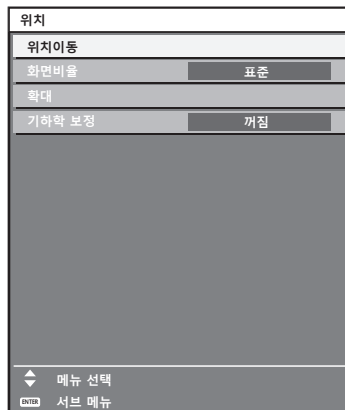 위치
위치이동
화면비율 표준
확대
기하학 보정 꺼짐
메뉴 선택
ENTER 서브 메뉴